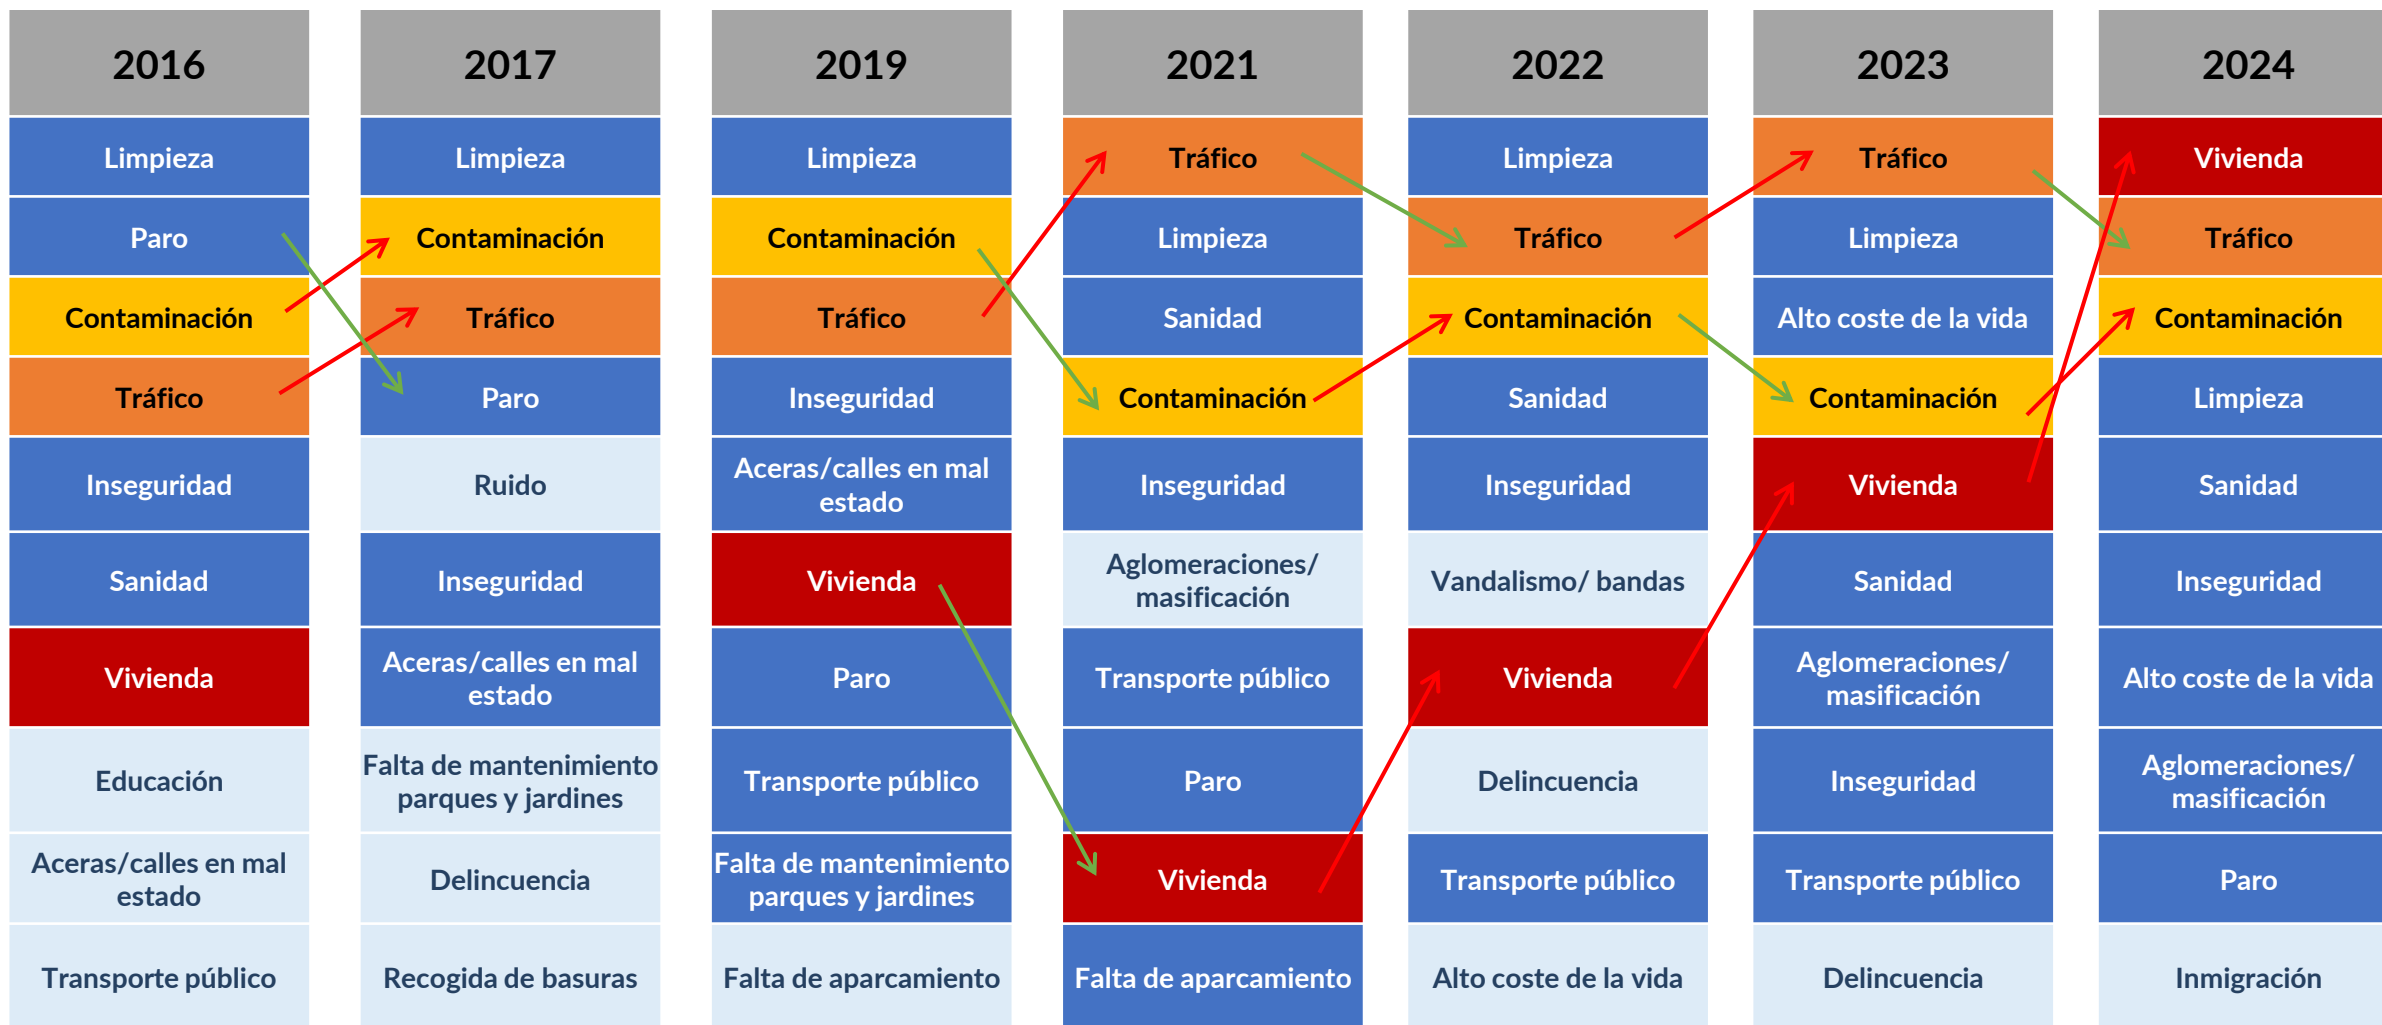 2016
Limpieza
Paro
Contaminación
Tráfico
Inseguridad
Sanidad
Vivienda
Educación
Aceras/calles en mal
estado
Transporte público
2017
Limpieza
Contaminación
Tráfico
Paro
Ruido
Inseguridad
Aceras/calles en mal
estado
Falta de mantenimiento
parques y jardines
Delincuencia
Recogida de basuras
2019
Limpieza
Contaminación
Tráfico
Inseguridad
Aceras/calles en mal
estado
Vivienda
Paro
Transporte público
Falta de mantenimiento
parques y jardines
Falta de aparcamiento
2021
Tráfico
Limpieza
Sanidad
Contaminación
Inseguridad
Aglomeraciones/
masificación
Transporte público
Paro
Vivienda
Falta de aparcamiento
2022
Limpieza
Tráfico
Contaminación
Sanidad
Inseguridad
Vandalismo/ bandas
Vivienda
Delincuencia
Transporte público
Alto coste de la vida
2023
Tráfico
Limpieza
Alto coste de la vida
Contaminación
Vivienda
Sanidad
Aglomeraciones/
masificación
Inseguridad
Transporte público
Delincuencia
2024
Vivienda
Tráfico
Contaminación
Limpieza
Sanidad
Inseguridad
Alto coste de la vida
Aglomeraciones/
masificación
Paro
Inmigración